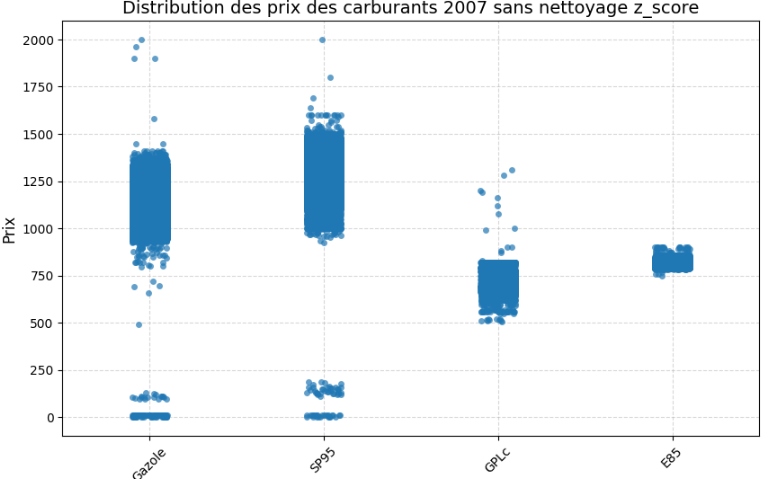 Distribution des prix des carburants 2007 sans nettoyage z_score
2000
1750
1500
1250
1000
750
500
250
0
Prix
Gazole
SP95
GPLc
E85